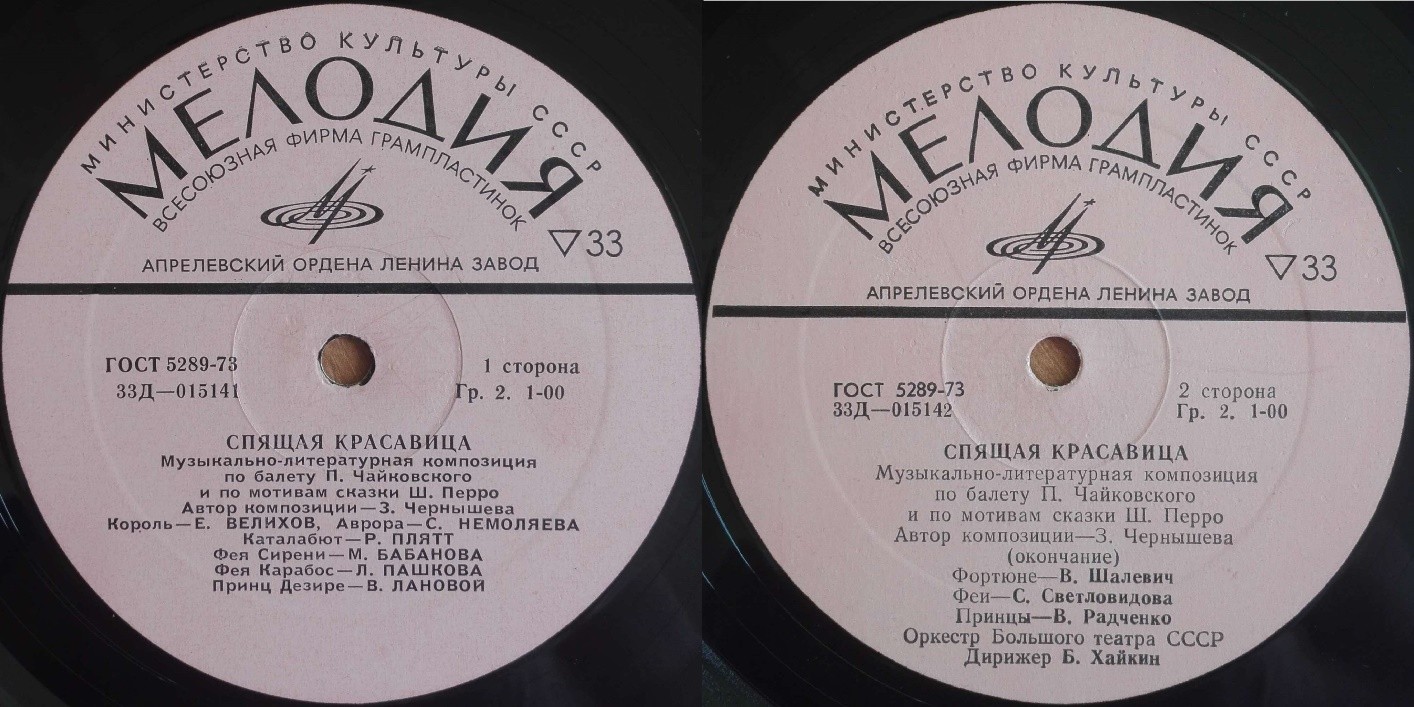 МИНИСТЕРСТВО КУЛЬТУРЫ СССР
МЕЛОДИЯ
ВСЕСОЮЗНАЯ ФИРМА ГРАМПЛАСТИНОК
▽33
АПРЕЛЕВСКИЙ ОРДЕНА ЛЕНИНА ЗАВОД
ГОСТ 5289-73
1 сторона
33Д—015141
Гр. 2. 1-00
СПЯЩАЯ КРАСАВИЦА
Музыкально-литературная композиция
по балету П. Чайковского
и по мотивам сказки Ш. Перро
Автор композиции—З. Чернышева
Король—Е. ВЕЛИХОВ, Аврора—С. НЕМОЛЯЕВА
Каталабют—Р. ПЛЯТТ
Фея Сирени—М. БАБАНОВА
Фея Карабос—Л. ПАШКОВА
Принц Дезире—В. ЛАНОВОЙ
МИНИСТЕРСТВО КУЛЬТУРЫ СССР
МЕЛОДИЯ
ВСЕСОЮЗНАЯ ФИРМА ГРАМПЛАСТИНОК
▽33
АПРЕЛЕВСКИЙ ОРДЕНА ЛЕНИНА ЗАВОД
ГОСТ 5289-73
2 сторона
33Д—015142
Гр. 2. 1-00
СПЯЩАЯ КРАСАВИЦА
Музыкально-литературная композиция
по балету П. Чайковского
и по мотивам сказки Ш. Перро
Автор композиции—З. Чернышева
(окончание)
Фортюне—В. Шалевич
Феи—С. Светловидова
Принцы—В. Радченко
Оркестр Большого театра СССР
Дирижер Б. Хайкин